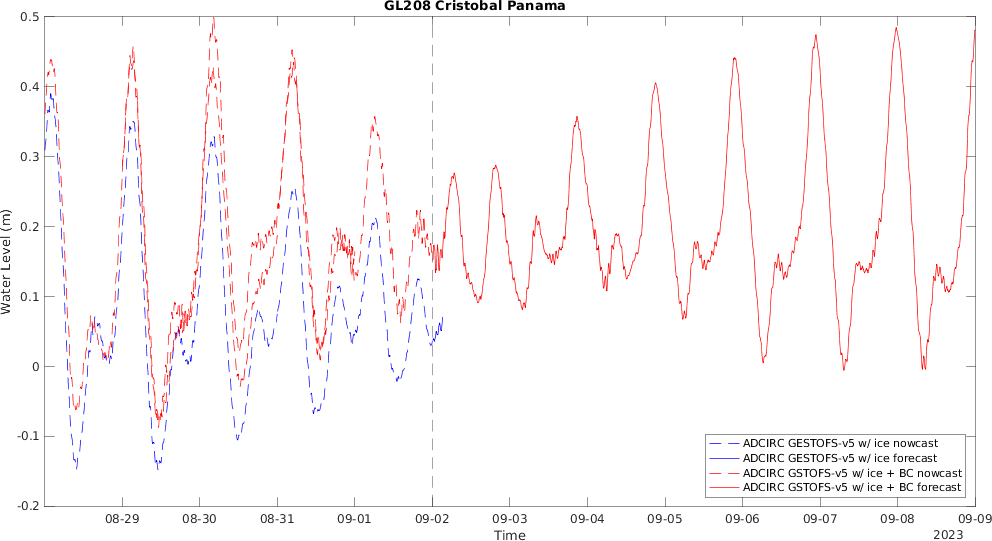 GL208 Cristobal Panama
Water Level (m)
0.5
0.4
0.3
0.2
0.1
0
-0.1
-0.2
ADCIRC GESTOFS-v5 w/ ice nowcast
ADCIRC GESTOFS-v5 w/ ice forecast
ADCIRC GSTOFS-v5 w/ ice + BC nowcast
ADCIRC GSTOFS-v5 w/ ice + BC forecast
08-29 08-30 08-31 09-01 09-02 09-03 09-04 09-05 09-06 09-07 09-08 09-09
Time
2023